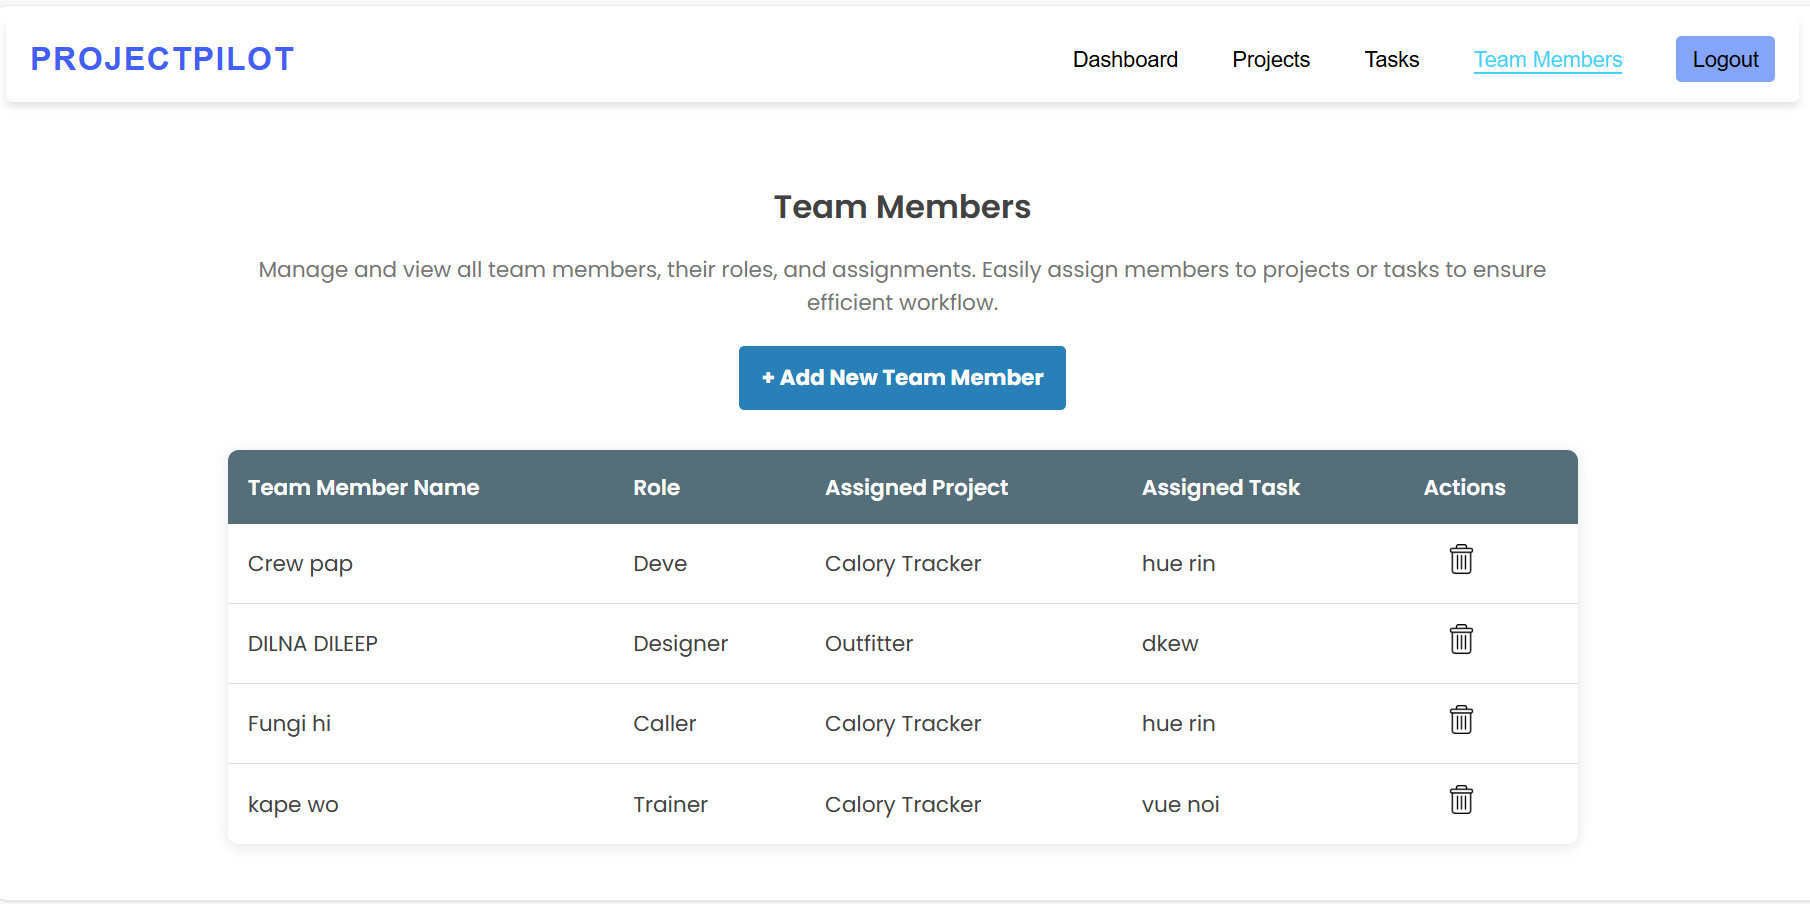 PROJECTPILOT
Dashboard Projects Tasks Team Members Logout
Team Members
Manage and view all team members, their roles, and assignments. Easily assign members to projects or tasks to ensure
efficient workflow.
+ Add New Team Member
Team Member Name Role Assigned Project Assigned Task Actions
Crew pap Deve Calory Tracker hue rin
DILNA DILEEP Designer Outfitter dkew
Fungi hi Caller Calory Tracker hue rin
kape wo Trainer Calory Tracker vue noi